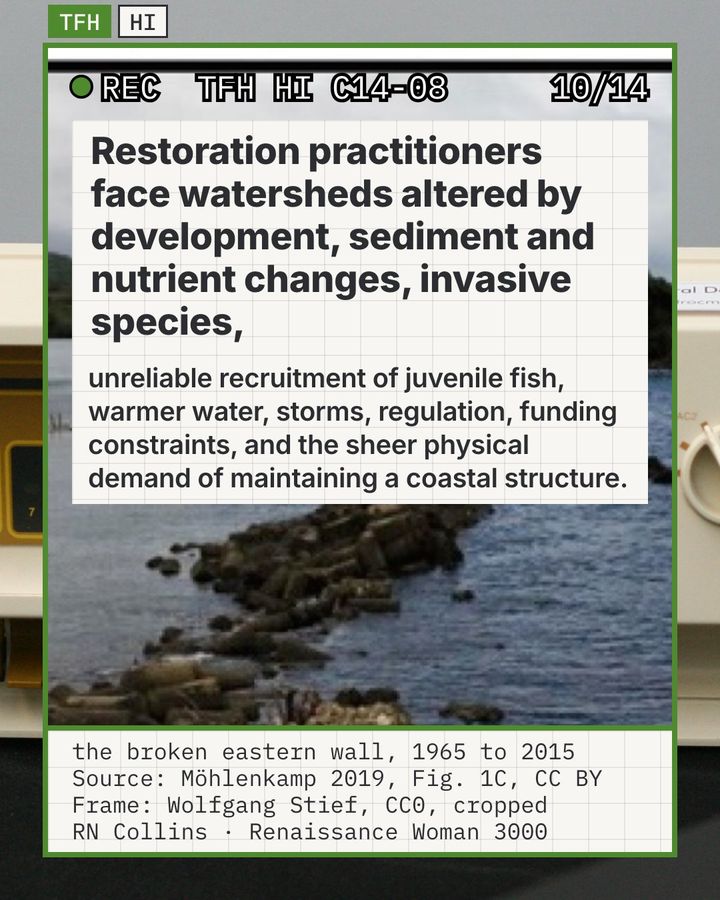 TFH HI
REC TFH HI C14-08 10/14
Restoration practitioners
face watersheds altered by
development, sediment and
nutrient changes, invasive
species,
unreliable recruitment of juvenile fish,
warmer water, storms, regulation, funding
constraints, and the sheer physical
demand of maintaining a coastal structure.
7
the broken eastern wall, 1965 to 2015
Source: Möhlenkamp 2019, Fig. 1C, CC BY
Frame: Wolfgang Stief, CC0, cropped
RN Collins · Renaissance Woman 3000